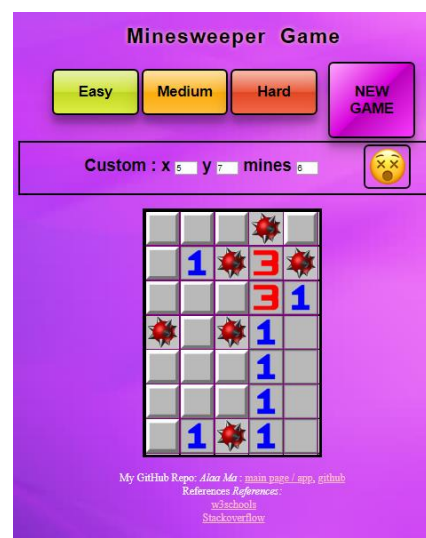 Minesweeper Game
Easy Medium Hard NEW GAME
Custom : x 5 y 7 mines 6
1 3
3 1
1
1
1
1 1
My GitHub Repo: Alaa Ma : main page / app, github
References References:
w3schools
Stackoverflow